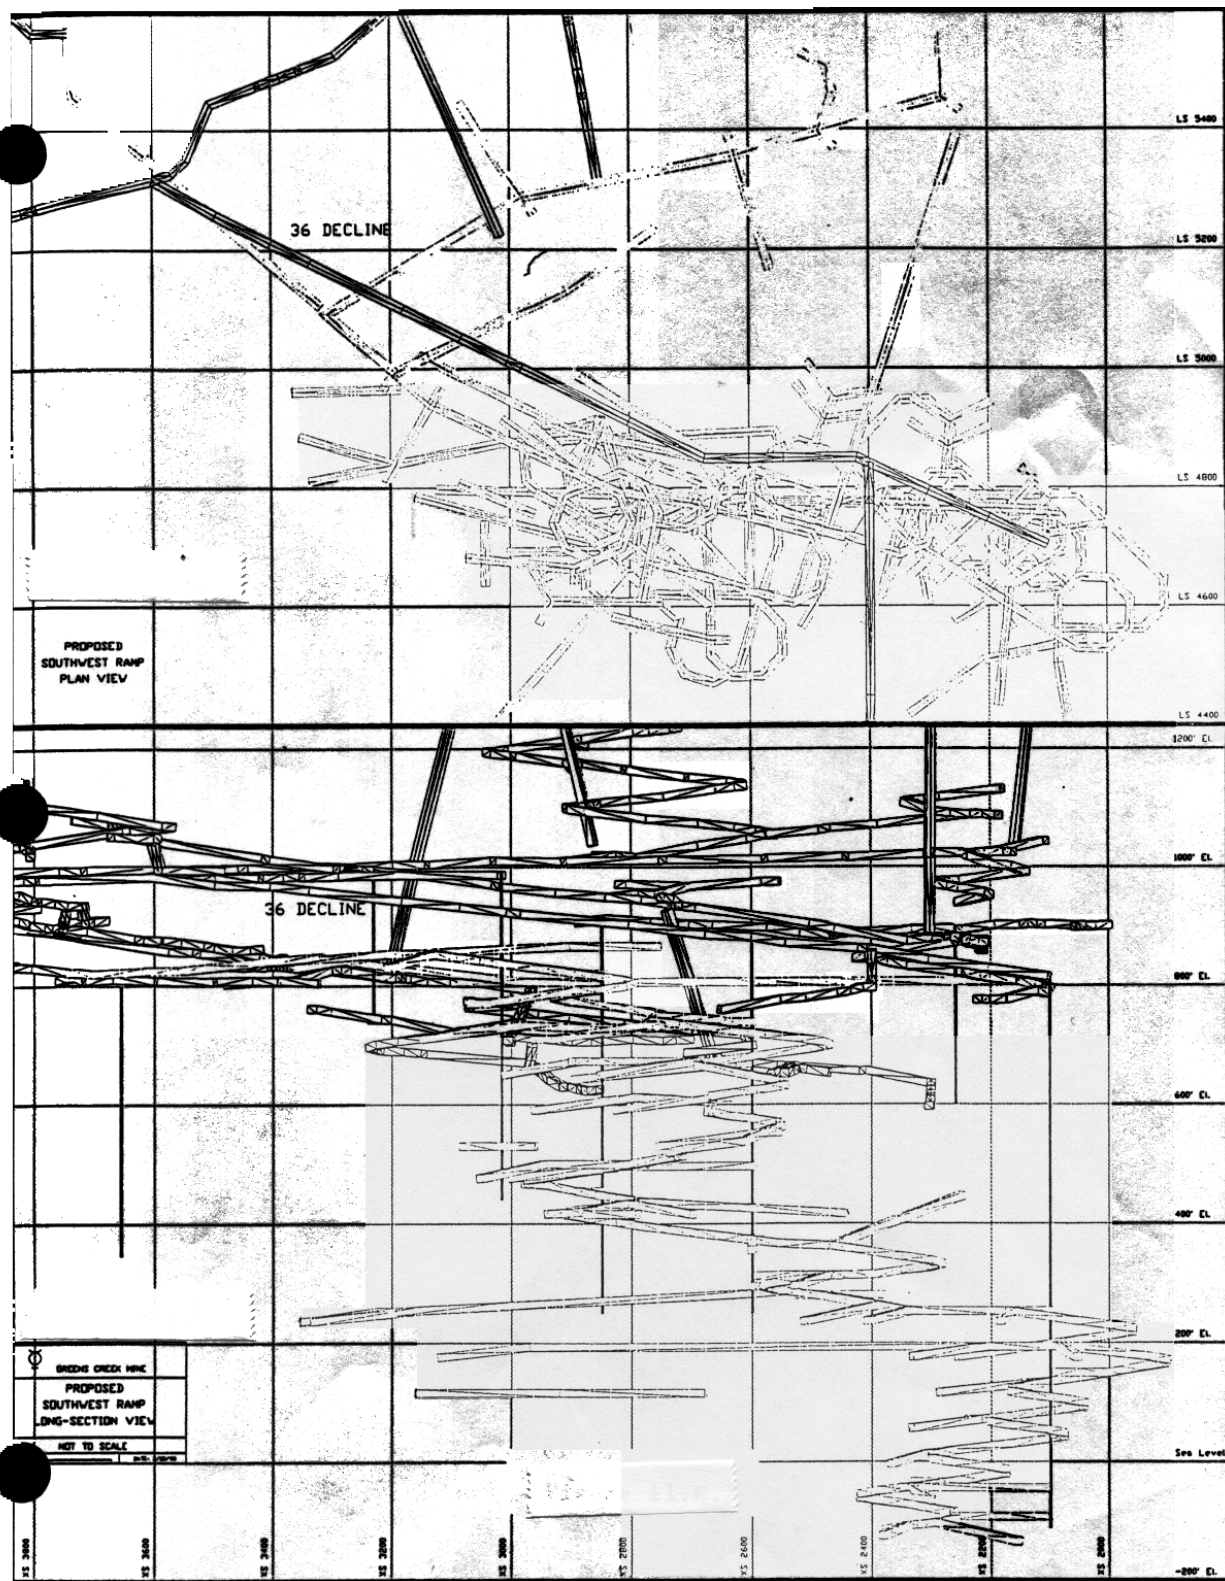 LS 5400
36 DECLINE
LS 5200
LS 5000
LS 4800
LS 4600
PROPOSED
SOUTHWEST RAMP
PLAN VIEW
LS 4400
1200' El.
1000' El.
36 DECLINE
800' El.
600' El.
400' El.
200' El.
GREENS CREEK MINE
PROPOSED
SOUTHWEST RAMP
LONG-SECTION VIEW
NOT TO SCALE
Sea Level
XS 3800
XS 3600
XS 3400
XS 3200
XS 3000
XS 2800
XS 2600
XS 2400
XS 2200
XS 2000
-200' El.